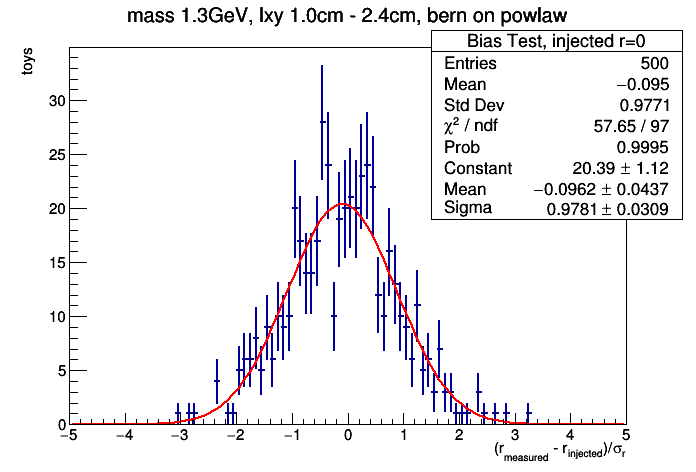 mass 1.3GeV, lxy 1.0cm - 2.4cm, bern on powlaw
Bias Test, injected r=0
Entries 500
Mean −0.095
Std Dev 0.9771
χ² / ndf 57.65 / 97
Prob 0.9995
Constant 20.39 ± 1.12
Mean −0.0962 ± 0.0437
Sigma 0.9781 ± 0.0309
toys
30
25
20
15
10
5
0
−5 −4 −3 −2 −1 0 1 2 3 4 5
(r_measured - r_injected)/σ_r